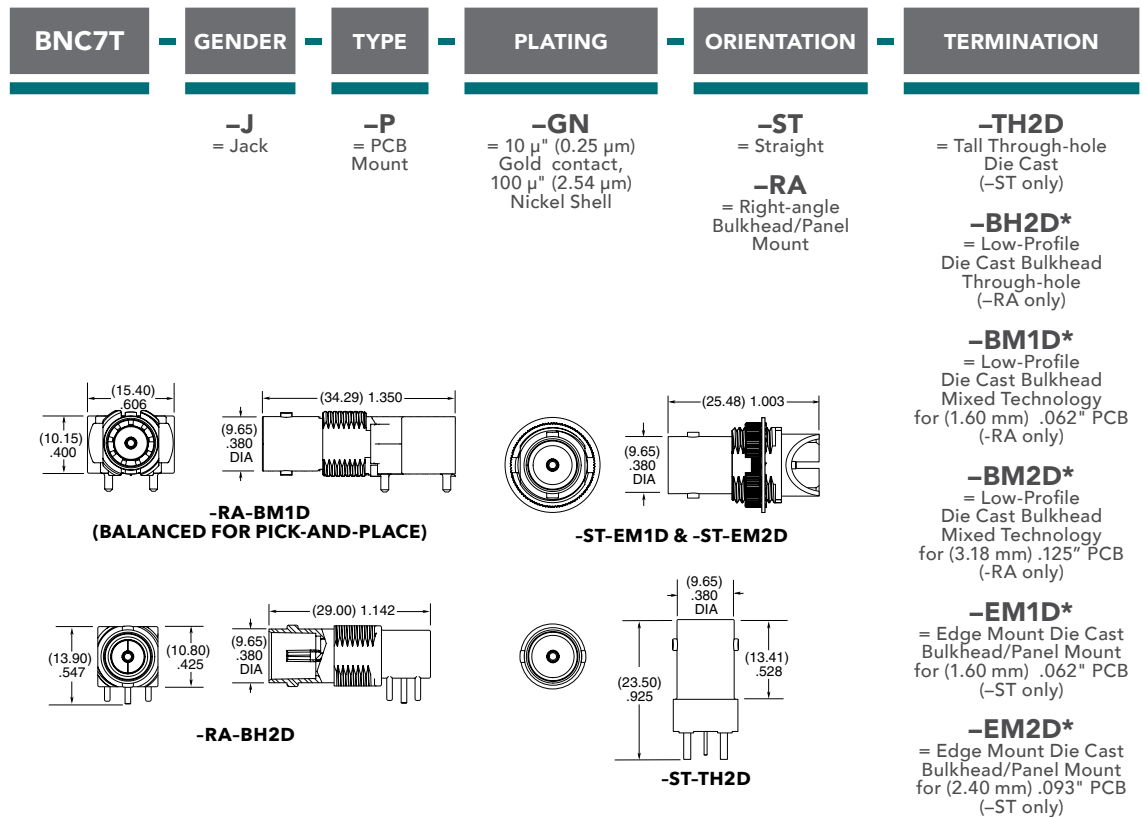 BNC7T
GENDER
TYPE
PLATING
ORIENTATION
TERMINATION
–J
= Jack
–P
= PCB
Mount
–GN
= 10 µ" (0.25 µm)
Gold contact,
100 µ" (2.54 µm)
Nickel Shell
–ST
= Straight
–RA
= Right-angle
Bulkhead/Panel
Mount
–TH2D
= Tall Through-hole
Die Cast
(–ST only)
–BH2D*
= Low-Profile
Die Cast Bulkhead
Through-hole
(–RA only)
–BM1D*
= Low-Profile
Die Cast Bulkhead
Mixed Technology
for (1.60 mm) .062" PCB
(-RA only)
–BM2D*
= Low-Profile
Die Cast Bulkhead
Mixed Technology
for (3.18 mm) .125” PCB
(-RA only)
–EM1D*
= Edge Mount Die Cast
Bulkhead/Panel Mount
for (1.60 mm) .062" PCB
(–ST only)
–EM2D*
= Edge Mount Die Cast
Bulkhead/Panel Mount
for (2.40 mm) .093" PCB
(–ST only)
(15.40)
.606
(10.15)
.400
(34.29) 1.350
(9.65)
.380
DIA
–RA–BM1D
(BALANCED FOR PICK-AND-PLACE)
(25.48) 1.003
(9.65)
.380
DIA
–ST–EM1D & –ST–EM2D
(13.90)
.547
(10.80)
.425
(29.00) 1.142
(9.65)
.380
DIA
–RA–BH2D
(9.65)
.380
DIA
(23.50)
.925
(13.41)
.528
–ST–TH2D